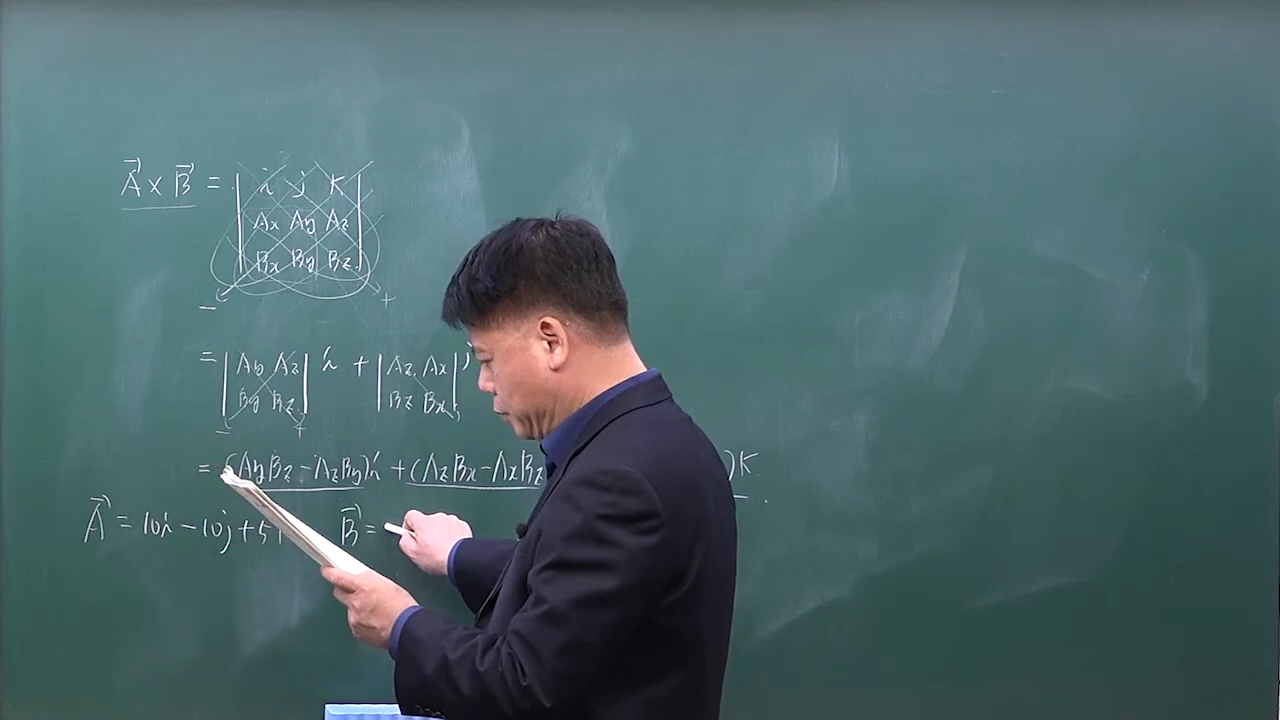 A⃗ × B⃗ = | i j k |
| Ax Ay Az |
| Bx By Bz |
− +
= | Ay Az | i + | Az Ax | j
| By Bz | | Bz Bx |
− +
= (AyBz − AzBy)i + (AzBx − AxBz )k
A⃗ = 10i − 10j + 5 B⃗ =